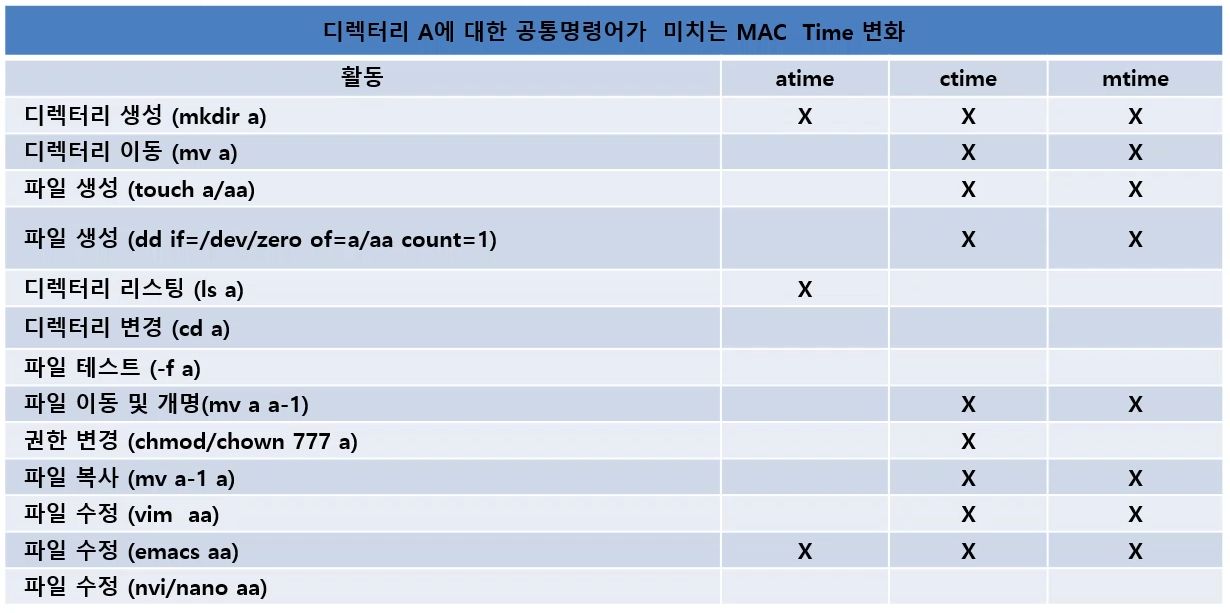 디렉터리 A에 대한 공통명령어가 미치는 MAC Time 변화
활동 atime ctime mtime
디렉터리 생성 (mkdir a) X X X
디렉터리 이동 (mv a) X X
파일 생성 (touch a/aa) X X
파일 생성 (dd if=/dev/zero of=a/aa count=1) X X
디렉터리 리스팅 (ls a) X
디렉터리 변경 (cd a)
파일 테스트 (-f a)
파일 이동 및 개명(mv a a-1) X X
권한 변경 (chmod/chown 777 a) X
파일 복사 (mv a-1 a) X X
파일 수정 (vim aa) X X
파일 수정 (emacs aa) X X X
파일 수정 (nvi/nano aa)